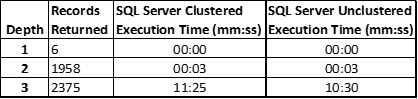 Depth Records Returned SQL Server Clustered Execution Time (mm:ss) SQL Server Unclustered Execution Time (mm:ss)
1 6 00:00 00:00
2 1958 00:03 00:03
3 2375 11:25 10:30